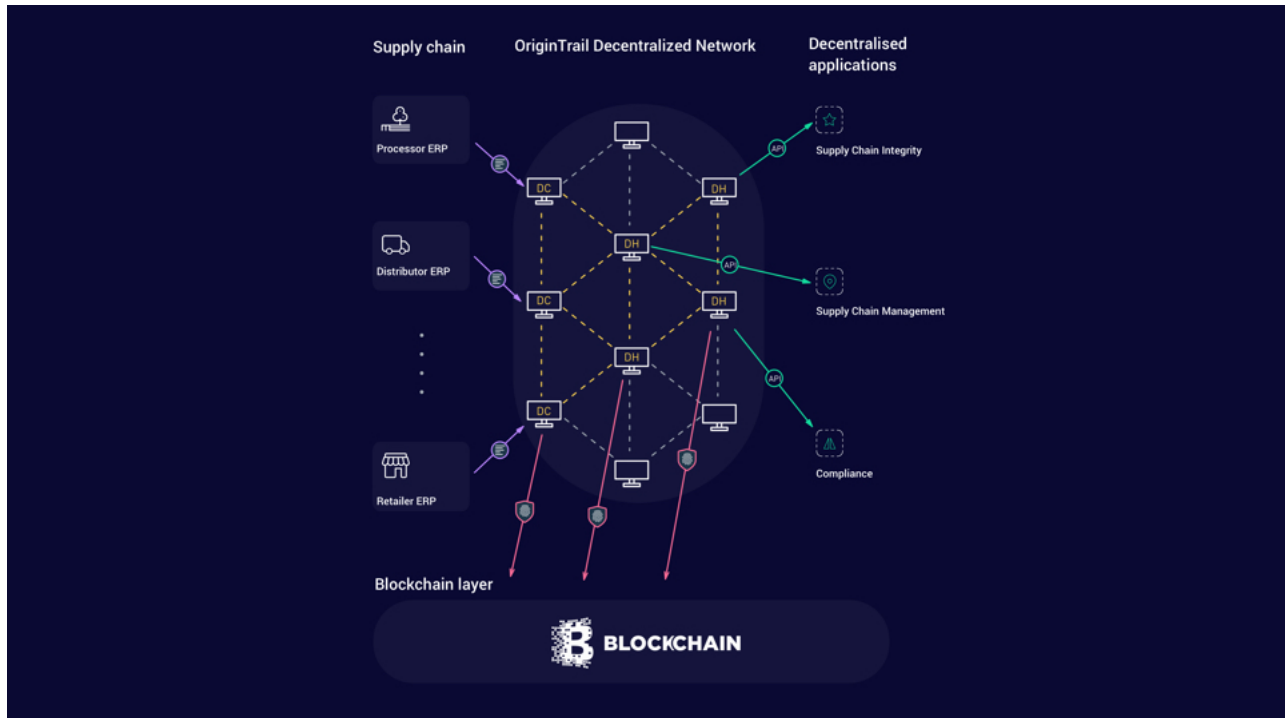 Supply chain
OriginTrail Decentralized Network
Decentralised
applications
Processor ERP
Distributor ERP
Retailer ERP
DC
DH
DH
DC
DH
DH
DC
API
API
API
Supply Chain Integrity
Supply Chain Management
Compliance
Blockchain layer
BLOCKCHAIN